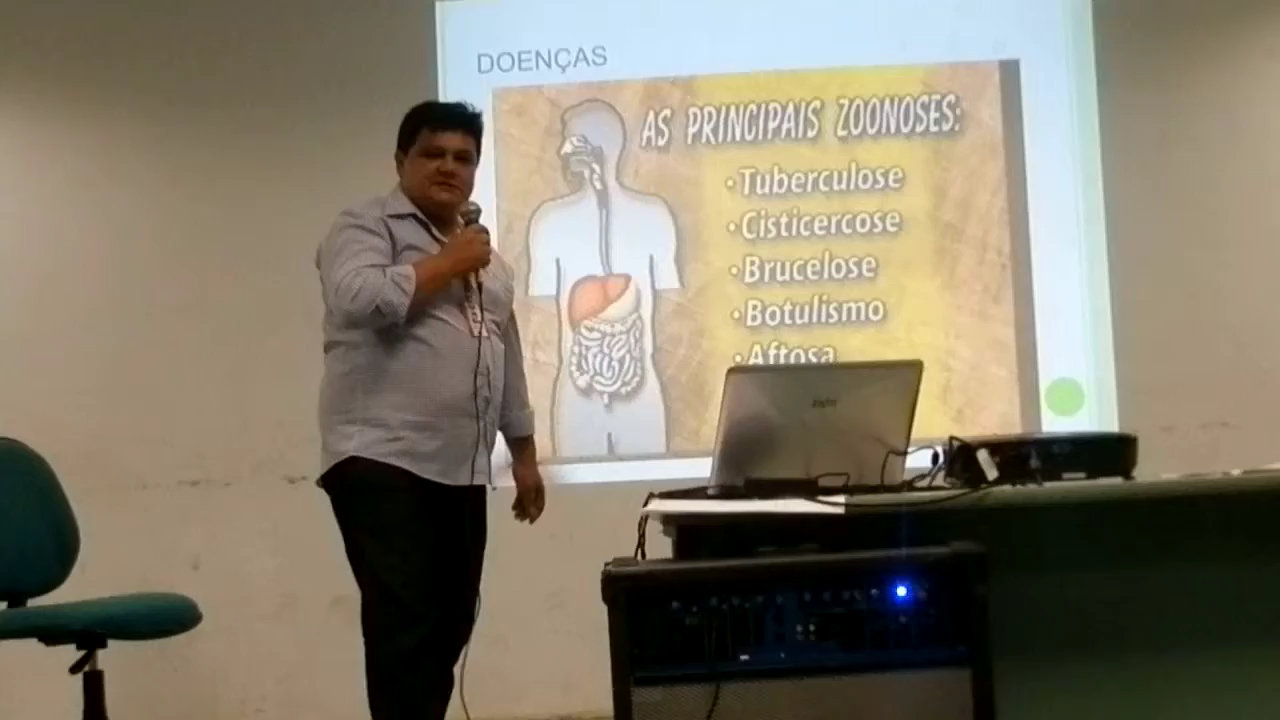 DOENÇAS
AS PRINCIPAIS ZOONOSES:
•Tuberculose
•Cisticercose
•Brucelose
•Botulismo
•Aftosa